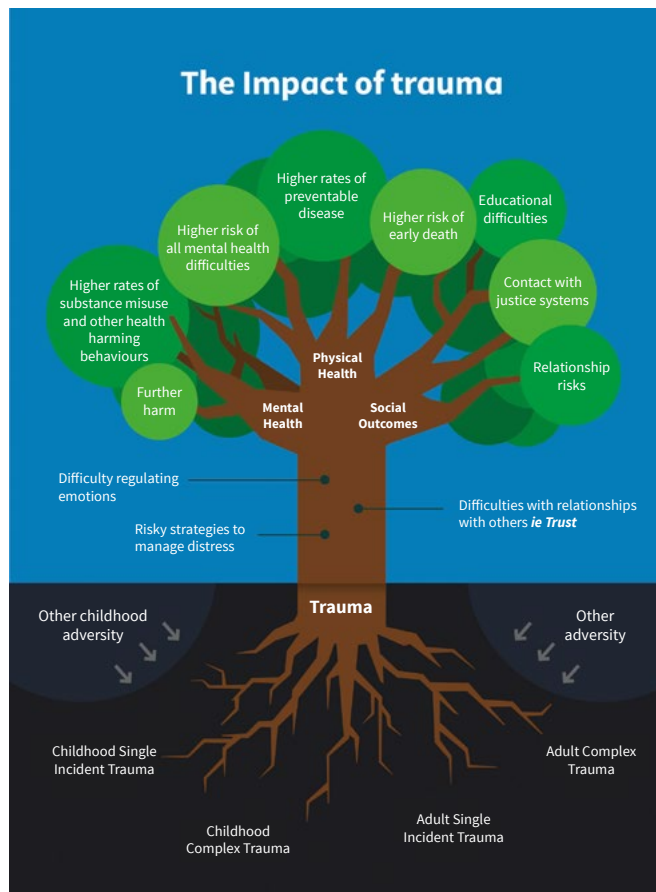 The Impact of trauma
Higher rates of
preventable
disease
Higher risk of
early death
Educational
difficulties
Higher risk of
all mental health
difficulties
Contact with
justice systems
Higher rates of
substance misuse
and other health
harming
behaviours
Relationship
risks
Further
harm
Physical
Health
Mental
Health
Social
Outcomes
Difficulty regulating
emotions
Difficulties with relationships
with others ie Trust
Risky strategies to
manage distress
Trauma
Other childhood
adversity
Other
adversity
Childhood Single
Incident Trauma
Adult Complex
Trauma
Childhood
Complex Trauma
Adult Single
Incident Trauma